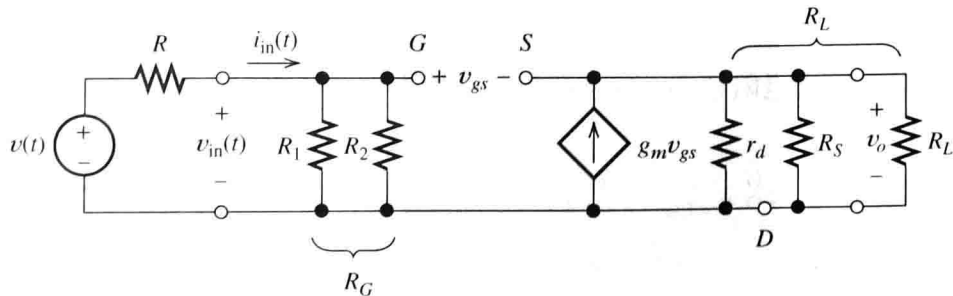 R_L
R
i_in(t)
G
S
+ v_gs −
v(t)
+
−
+
v_in(t)
−
R_1
R_2
g_m v_gs
r_d
R_S
+
v_o
−
R_L
D
R_G